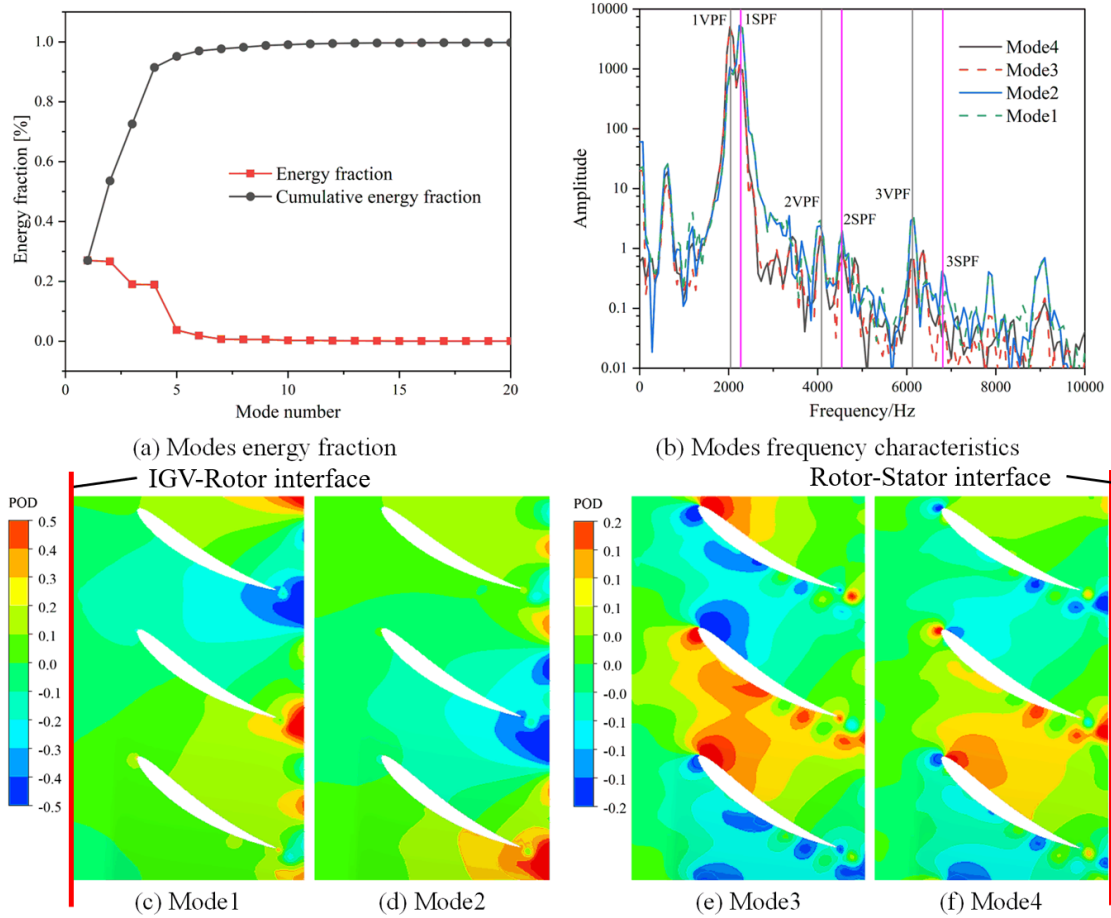 1.0
0.8
0.6
0.4
0.2
0.0
Energy fraction [%]
Energy fraction
Cumulative energy fraction
0 5 10 15 20
Mode number
(a) Modes energy fraction
10000
1000
100
10
1
0.1
0.01
Amplitude
1VPF 1SPF
2VPF
2SPF
3VPF
3SPF
Mode4
Mode3
Mode2
Mode1
0 2000 4000 6000 8000 10000
Frequency/Hz
(b) Modes frequency characteristics
IGV-Rotor interface
Rotor-Stator interface
POD
0.5
0.4
0.3
0.2
0.1
0.0
-0.1
-0.2
-0.3
-0.4
-0.5
POD
0.2
0.1
0.1
0.1
0.0
-0.0
-0.1
-0.1
-0.1
-0.2
(c) Mode1
(d) Mode2
(e) Mode3
(f) Mode4